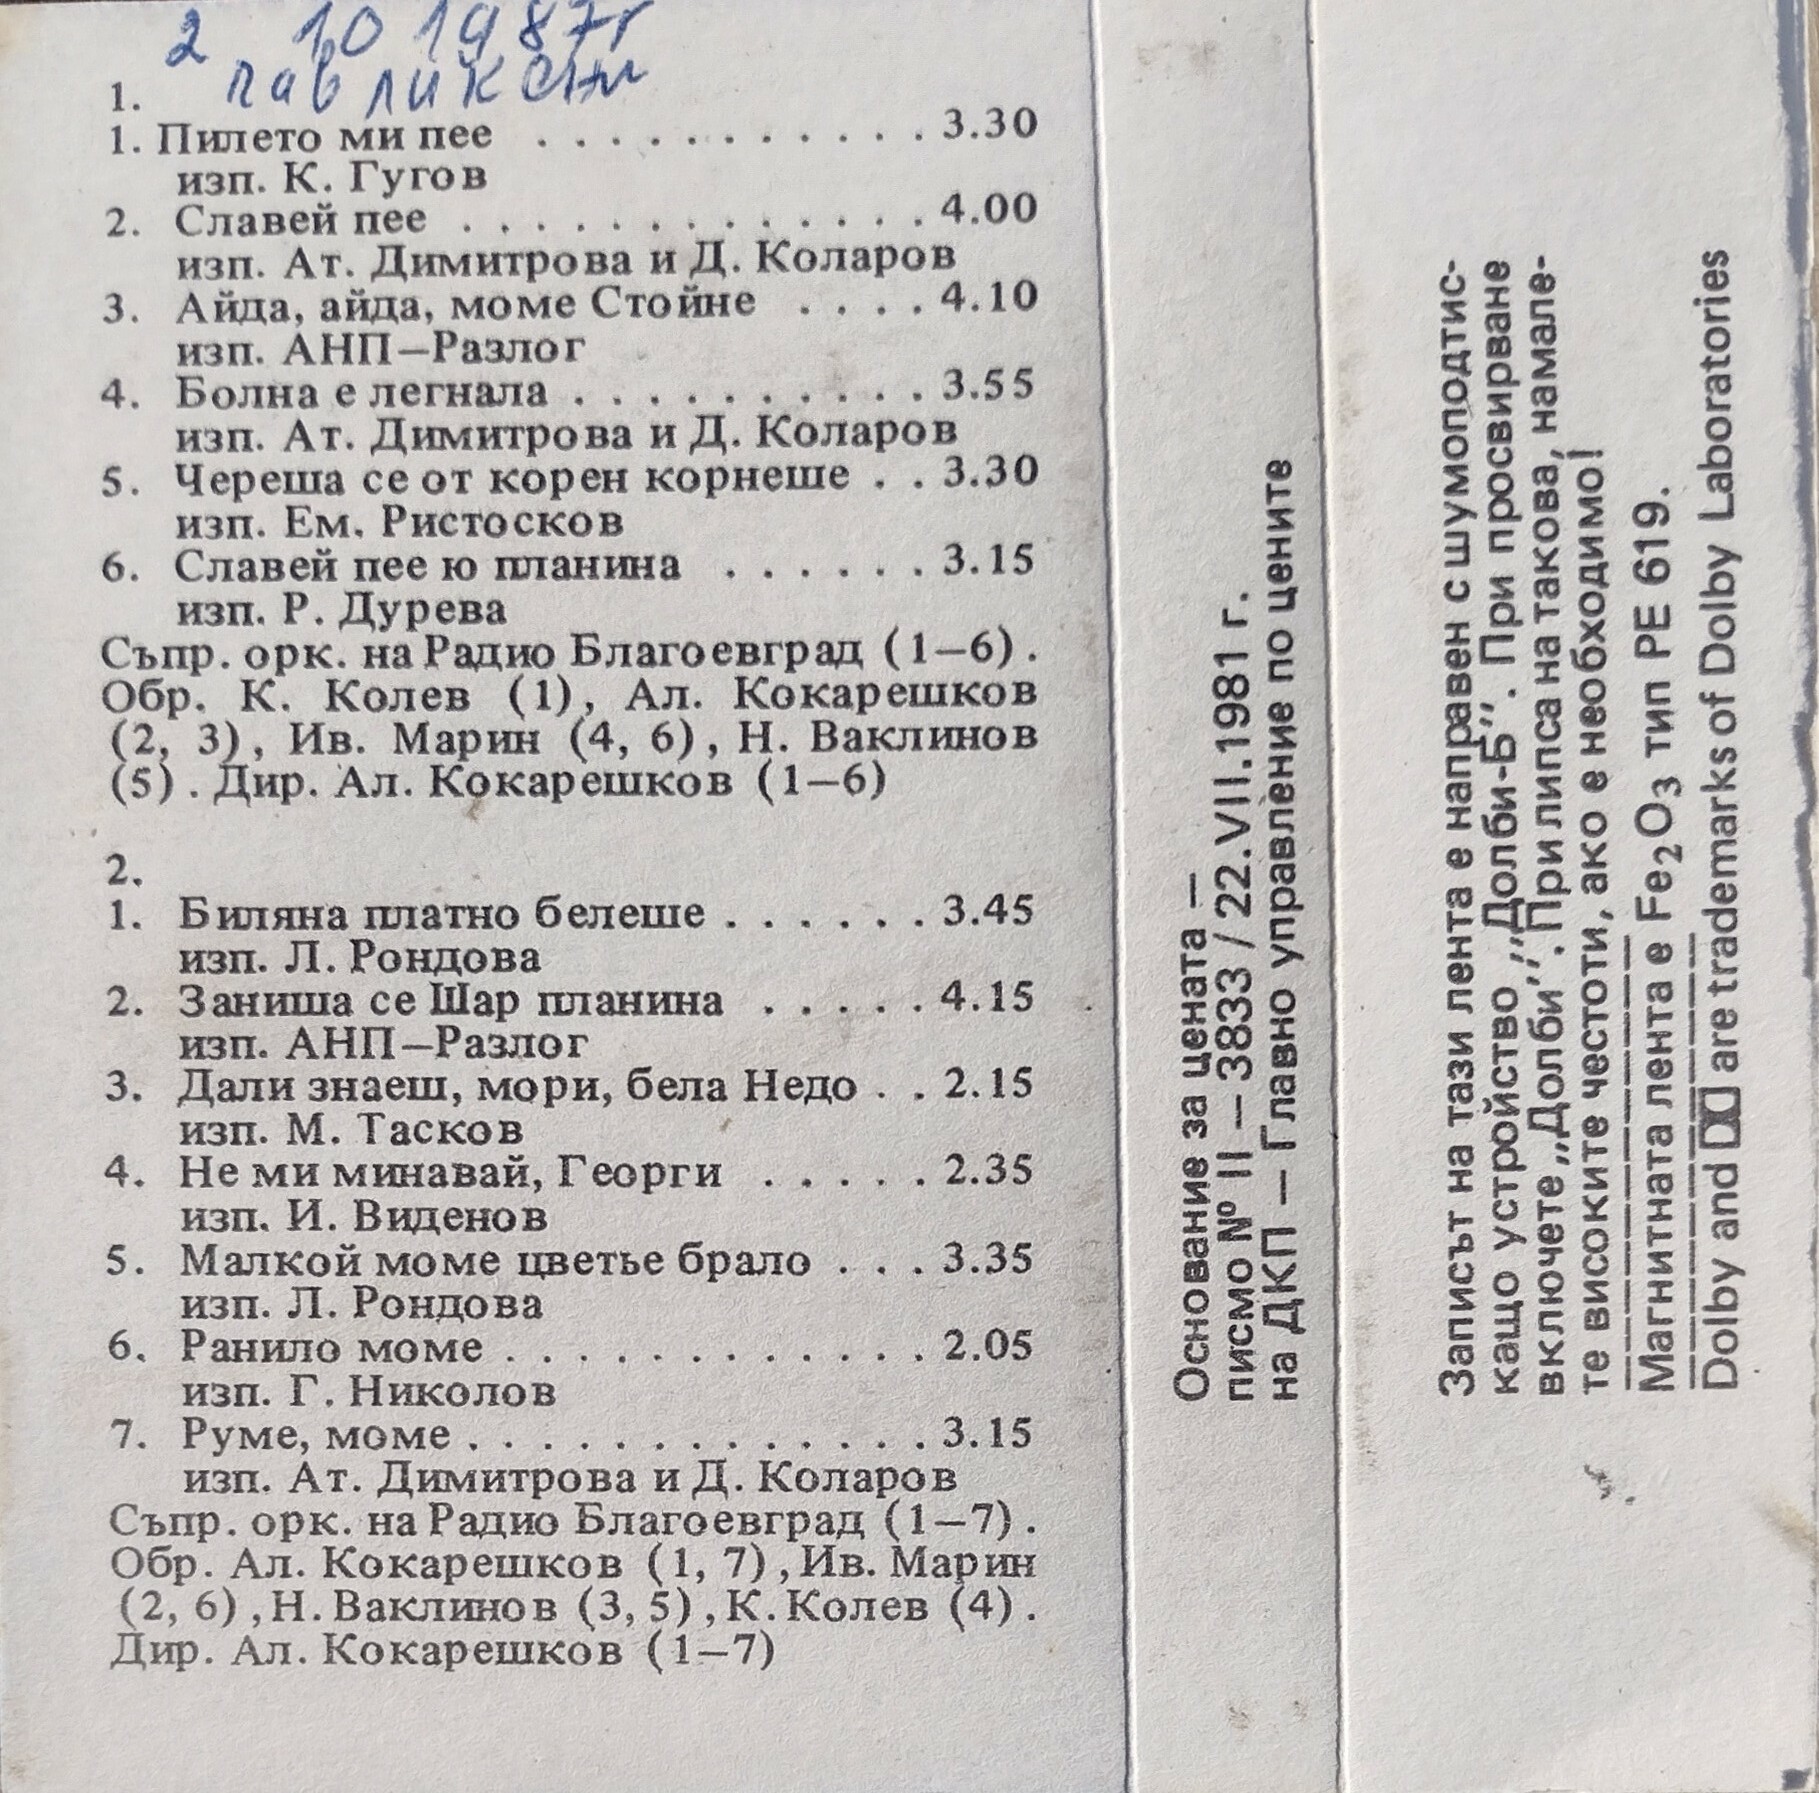 2 10 1987г
павликени
1.
1. Пилето ми пее . . . . . . . . . . . 3.30
изп. К. Гугов
2. Славей пее . . . . . . . . . . . . . 4.00
изп. Ат. Димитрова и Д. Коларов
3. Айда, айда, моме Стойне . . . . 4.10
изп. АНП—Разлог
4. Болна е легнала . . . . . . . . . . 3.55
изп. Ат. Димитрова и Д. Коларов
5. Череша се от корен корнеше . . 3.30
изп. Ем. Ристосков
6. Славей пее ю планина . . . . . . 3.15
изп. Р. Дурева
Съпр. орк. на Радио Благоевград (1—6).
Обр. К. Колев (1), Ал. Кокарешков
(2, 3), Ив. Марин (4, 6), Н. Ваклинов
(5). Дир. Ал. Кокарешков (1—6)
2.
1. Биляна платно белеше . . . . . . 3.45
изп. Л. Рондова
2. Заниша се Шар планина . . . . . 4.15
изп. АНП—Разлог
3. Дали знаеш, мори, бела Недо . . 2.15
изп. М. Тасков
4. Не ми минавай, Георги . . . . . 2.35
изп. И. Виденов
5. Малкой моме цветье брало . . . 3.35
изп. Л. Рондова
6. Ранило моме . . . . . . . . . . . . 2.05
изп. Г. Николов
7. Руме, моме . . . . . . . . . . . . . 3.15
изп. Ат. Димитрова и Д. Коларов
Съпр. орк. на Радио Благоевград (1—7).
Обр. Ал. Кокарешков (1, 7), Ив. Марин
(2, 6), Н. Ваклинов (3, 5), К. Колев (4).
Дир. Ал. Кокарешков (1—7)
Основание за цената —
писмо № II — 3833 / 22.VII.1981 г.
на ДКП — Главно управление по цените
Записът на тази лента е направен с шумоподтис-
кащо устройство „Долби-Б”. При просвирване
включете „Долби”. При липса на такова, намале-
те високите честоти, ако е необходимо!
Магнитната лента е Fe2O3 тип PE 619.
Dolby and are trademarks of Dolby Laboratories